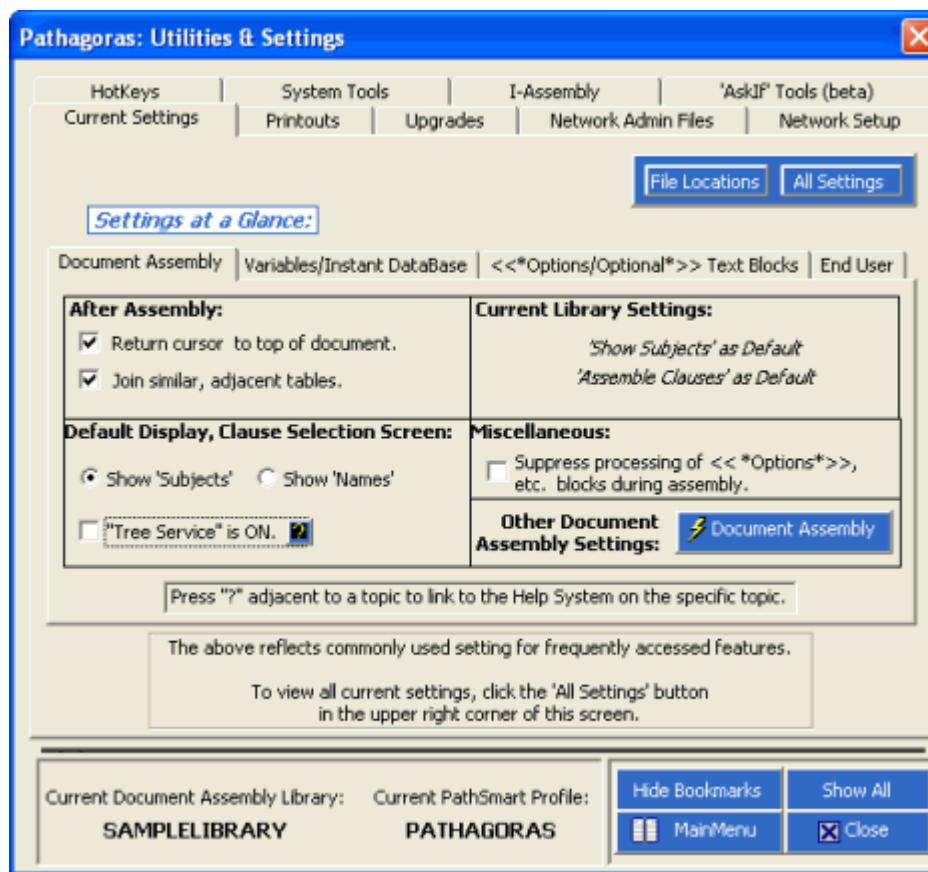 Pathagoras: Utilities & Settings
HotKeys System Tools I-Assembly 'AskIf' Tools (beta)
Current Settings Printouts Upgrades Network Admin Files Network Setup
File Locations All Settings
Settings at a Glance:
Document Assembly Variables/Instant DataBase <<*Options/Optional*>> Text Blocks End User
After Assembly:
Return cursor to top of document.
Join similar, adjacent tables.
Current Library Settings:
'Show Subjects' as Default
'Assemble Clauses' as Default
Default Display, Clause Selection Screen:
Show 'Subjects' Show 'Names'
"Tree Service" is ON. ?
Miscellaneous:
Suppress processing of << *Options*>>,
etc. blocks during assembly.
Other Document
Assembly Settings:
Document Assembly
Press "?" adjacent to a topic to link to the Help System on the specific topic.
The above reflects commonly used setting for frequently accessed features.
To view all current settings, click the 'All Settings' button
in the upper right corner of this screen.
Current Document Assembly Library:
SAMPLELIBRARY
Current PathSmart Profile:
PATHAGORAS
Hide Bookmarks Show All
MainMenu Close